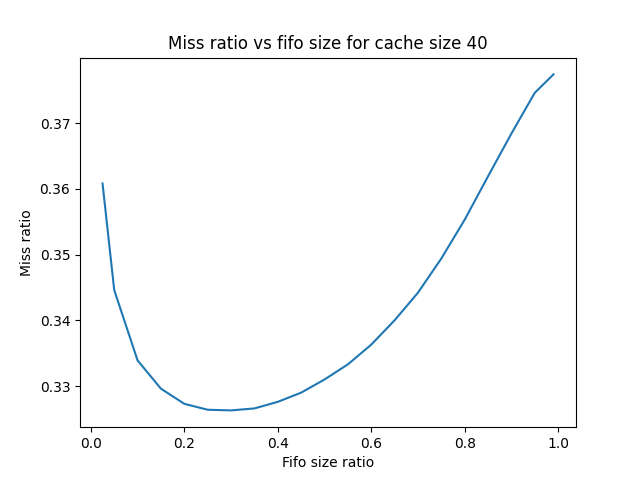 Miss ratio vs fifo size for cache size 40
0.37
0.36
0.35
0.34
0.33
Miss ratio
0.0 0.2 0.4 0.6 0.8 1.0
Fifo size ratio